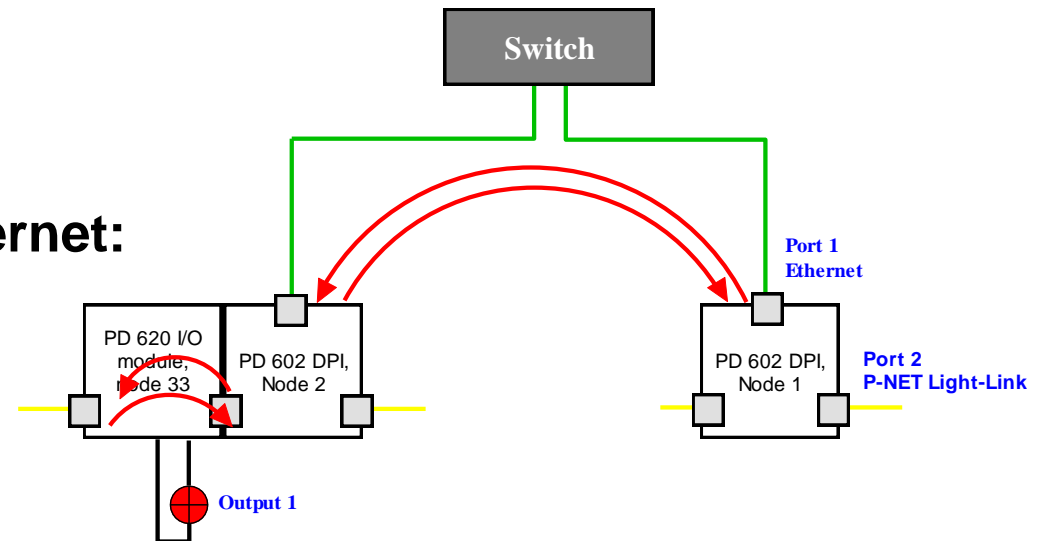 Switch
ernet:
Port 1
Ethernet
PD 620 I/O
module,
node 33
PD 602 DPI,
Node 2
PD 602 DPI,
Node 1
Port 2
P-NET Light-Link
Output 1